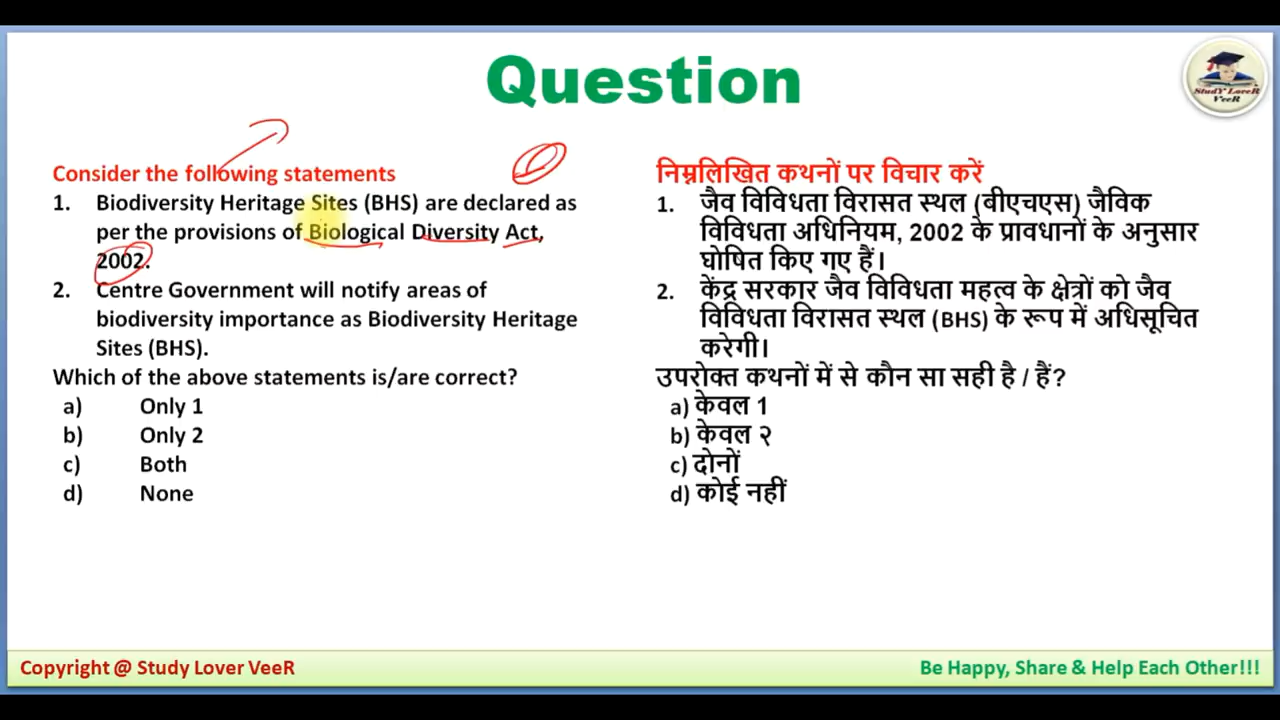 Question
StudY LoveR
VeeR
Consider the following statements
1. Biodiversity Heritage Sites (BHS) are declared as
per the provisions of Biological Diversity Act,
2002.
2. Centre Government will notify areas of
biodiversity importance as Biodiversity Heritage
Sites (BHS).
Which of the above statements is/are correct?
a) Only 1
b) Only 2
c) Both
d) None
निम्नलिखित कथनों पर विचार करें
1. जैव विविधता विरासत स्थल (बीएचएस) जैविक
विविधता अधिनियम, 2002 के प्रावधानों के अनुसार
घोषित किए गए हैं।
2. केंद्र सरकार जैव विविधता महत्व के क्षेत्रों को जैव
विविधता विरासत स्थल (BHS) के रूप में अधिसूचित
करेगी।
उपरोक्त कथनों में से कौन सा सही है / हैं?
a) केवल 1
b) केवल २
c) दोनों
d) कोई नहीं
Copyright @ Study Lover VeeR
Be Happy, Share & Help Each Other!!!